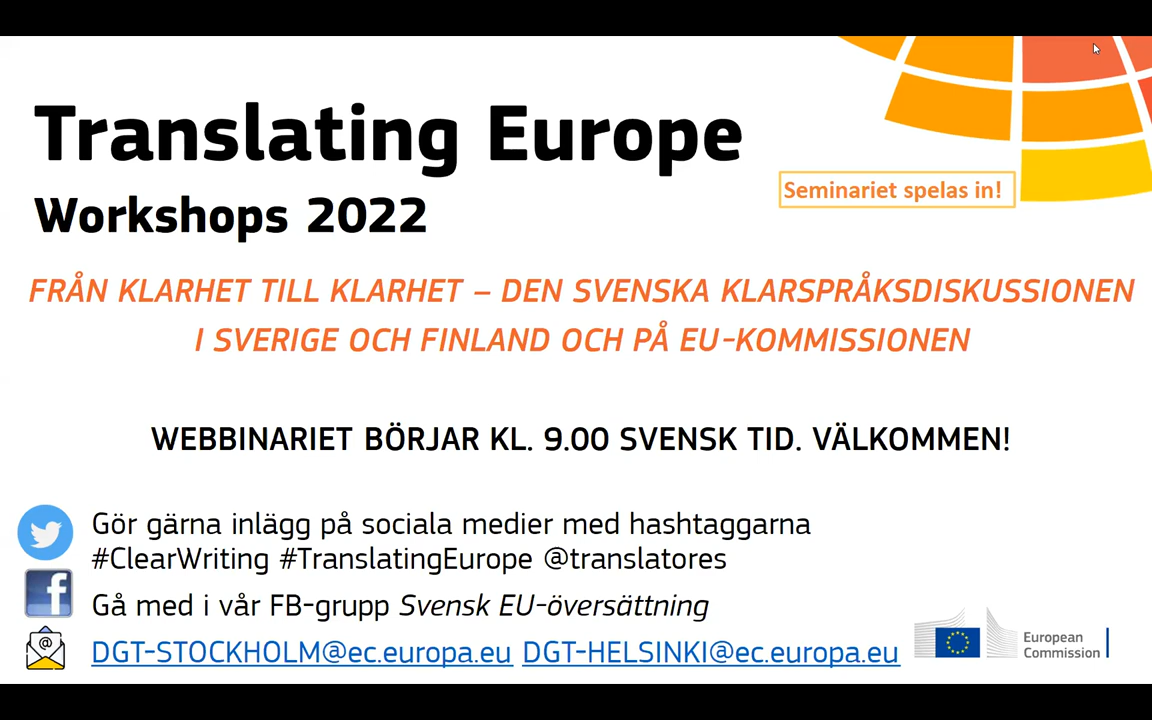 Translating Europe
Workshops 2022
Seminariet spelas in!
FRÅN KLARHET TILL KLARHET – DEN SVENSKA KLARSPRÅKSDISKUSSIONEN
I SVERIGE OCH FINLAND OCH PÅ EU-KOMMISSIONEN
WEBBINARIET BÖRJAR KL. 9.00 SVENSK TID. VÄLKOMMEN!
Gör gärna inlägg på sociala medier med hashtaggarna
#ClearWriting #TranslatingEurope @translatores
Gå med i vår FB-grupp Svensk EU-översättning
DGT-STOCKHOLM@ec.europa.eu DGT-HELSINKI@ec.europa.eu
European
Commission